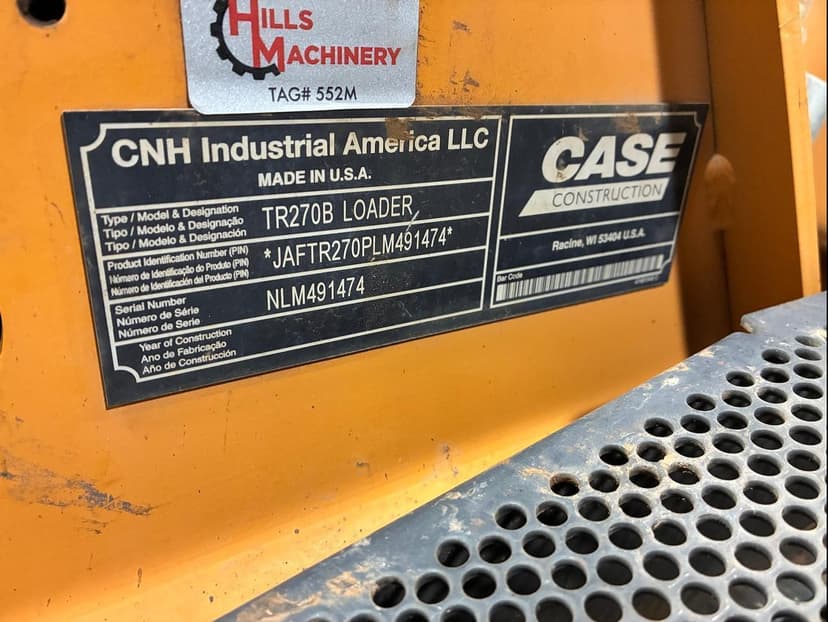 HILLS
MACHINERY
TAG# 552M
CNH Industrial America LLC
MADE IN U.S.A.
Type / Model & Designation
Tipo / Modelo & Designação
Tipo / Modelo & Designación
TR270B LOADER
Product Identification Number (PIN)
Número de Identificação do Produto (PIN)
Número de Identificación del Producto (PIN)
*JAFTR270PLM491474*
Serial Number
Número de Série
Número de Serie
NLM491474
Year of Construction
Ano de Fabricação
Año de Construcción
CASE
CONSTRUCTION
Racine, WI 53404 U.S.A.
Bar Code